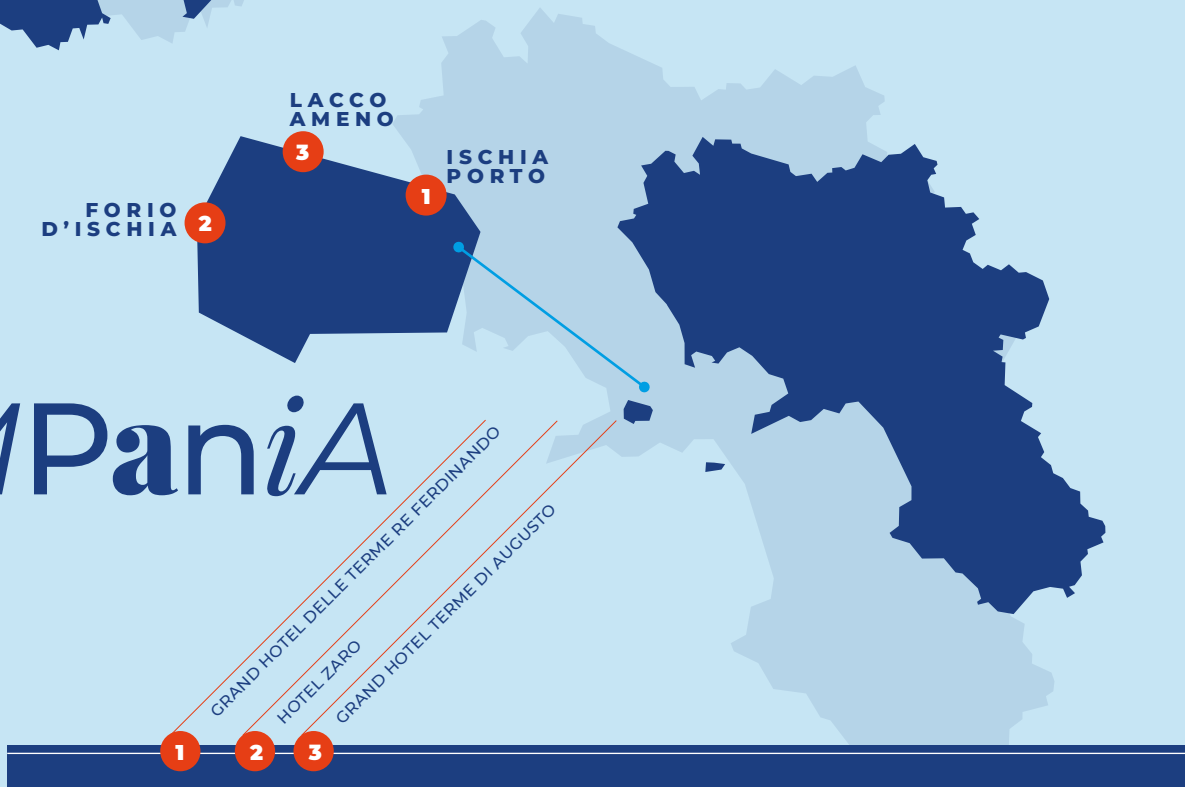 LACCO
AMENO
3
ISCHIA
PORTO
1
FORIO
D'ISCHIA
2
MPaniA
GRAND HOTEL DELLE TERME RE FERDINANDO
HOTEL ZARO
GRAND HOTEL TERME DI AUGUSTO
1
2
3